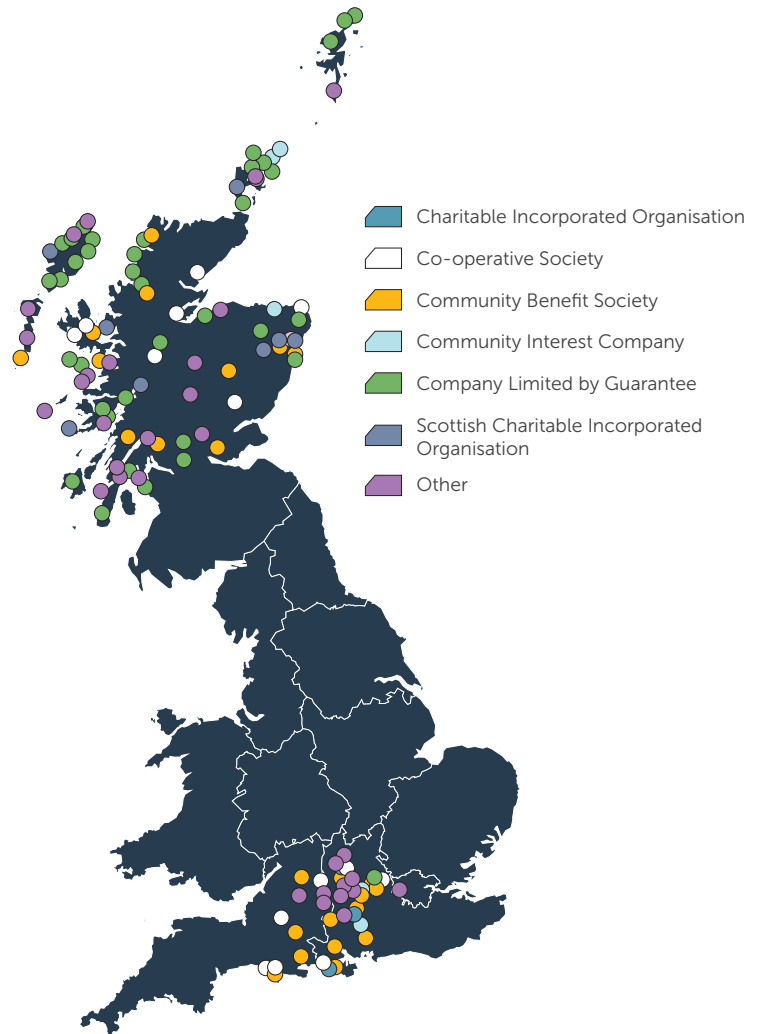 Charitable Incorporated Organisation
Co-operative Society
Community Benefit Society
Community Interest Company
Company Limited by Guarantee
Scottish Charitable Incorporated
Organisation
Other